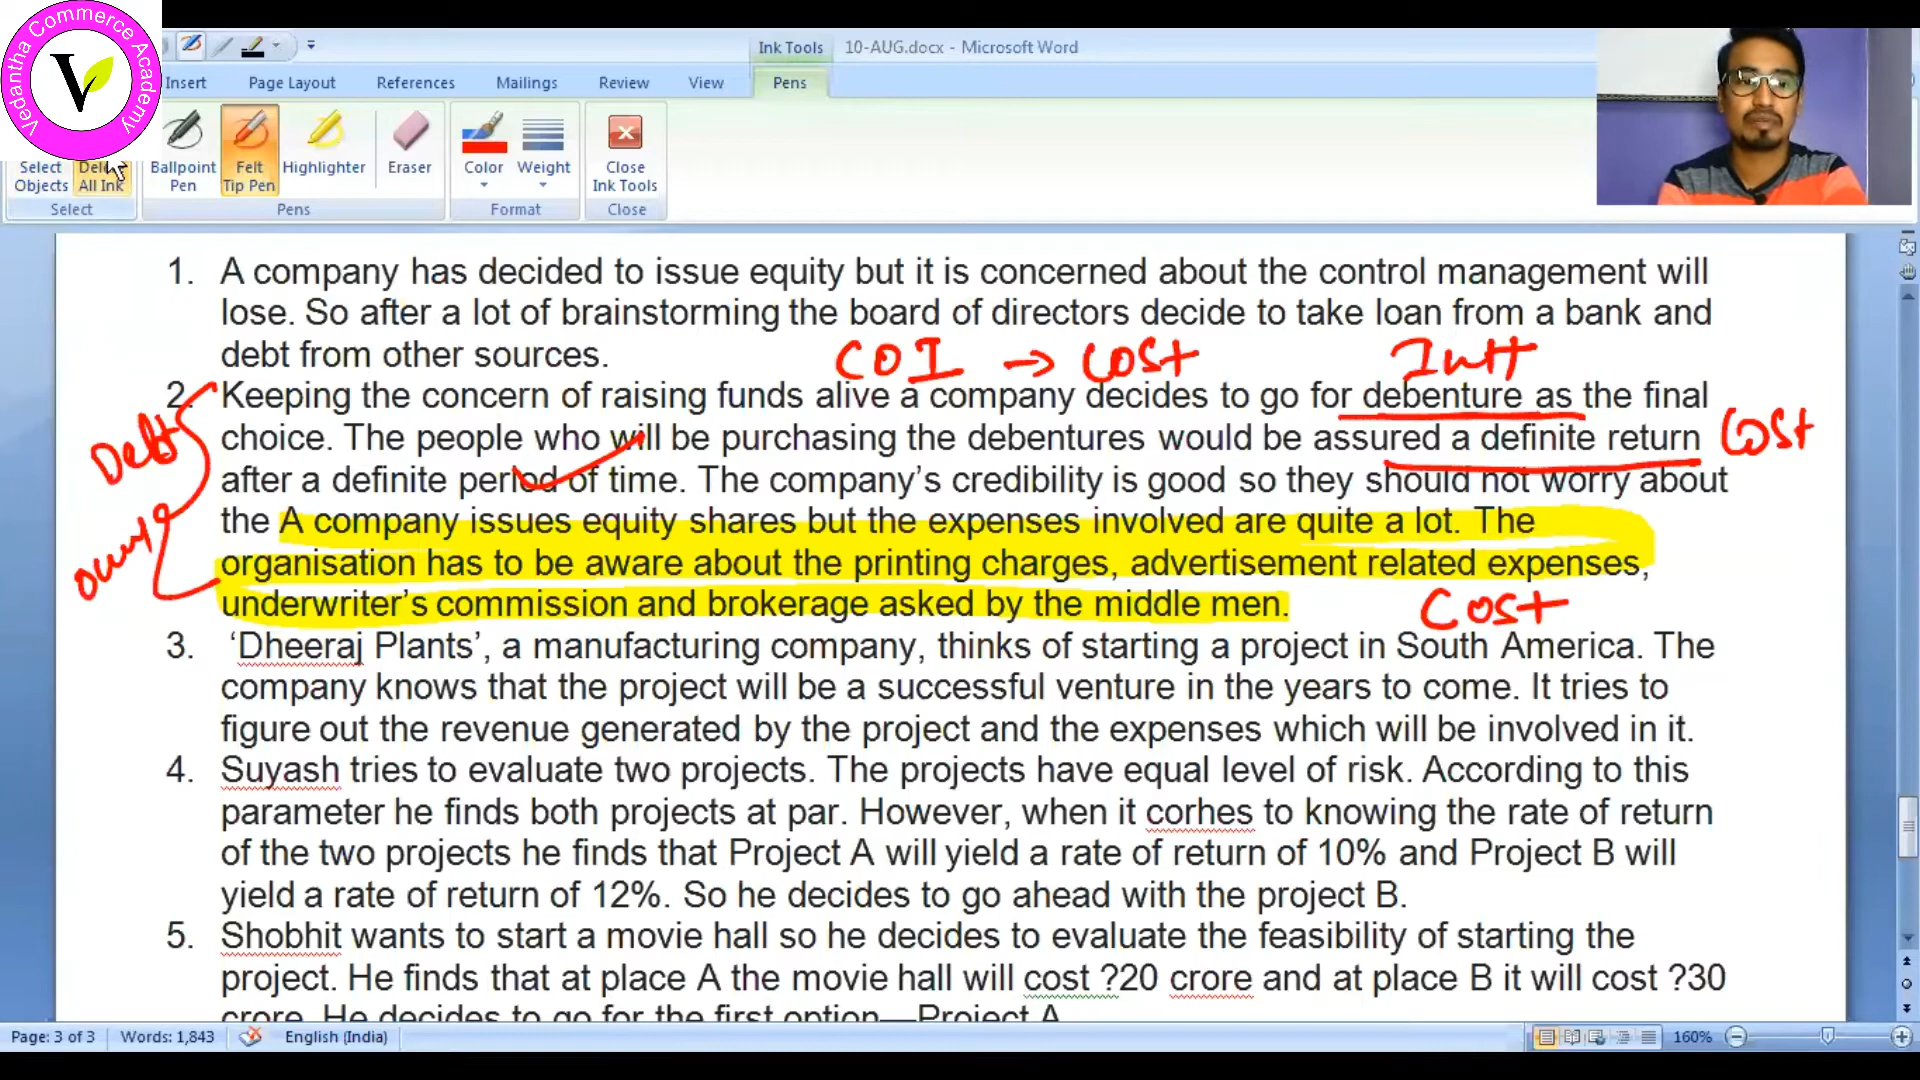 Vedantha Commerce Academy
V
Ink Tools
10-AUG.docx - Microsoft Word
Insert
Page Layout
References
Mailings
Review
View
Pens
Select Objects
All Ink
Ballpoint Pen
Felt Tip Pen
Highlighter
Eraser
Color
Weight
Close Ink Tools
Select
Pens
Format
Close
1. A company has decided to issue equity but it is concerned about the control management will
lose. So after a lot of brainstorming the board of directors decide to take loan from a bank and
debt from other sources.
COI → COSt
Intt
2. Keeping the concern of raising funds alive a company decides to go for debenture as the final
choice. The people who will be purchasing the debentures would be assured a definite return
COSt
Debt
after a definite period of time. The company's credibility is good so they should not worry about
the A company issues equity shares but the expenses involved are quite a lot. The
organisation has to be aware about the printing charges, advertisement related expenses,
underwriter's commission and brokerage asked by the middle men.
COSt
3. ‘Dheeraj Plants’, a manufacturing company, thinks of starting a project in South America. The
company knows that the project will be a successful venture in the years to come. It tries to
figure out the revenue generated by the project and the expenses which will be involved in it.
4. Suyash tries to evaluate two projects. The projects have equal level of risk. According to this
parameter he finds both projects at par. However, when it corhes to knowing the rate of return
of the two projects he finds that Project A will yield a rate of return of 10% and Project B will
yield a rate of return of 12%. So he decides to go ahead with the project B.
5. Shobhit wants to start a movie hall so he decides to evaluate the feasibility of starting the
project. He finds that at place A the movie hall will cost ?20 crore and at place B it will cost ?30
crore. He decides to go for the first option—Project A
Page: 3 of 3
Words: 1,843
English (India)
160%